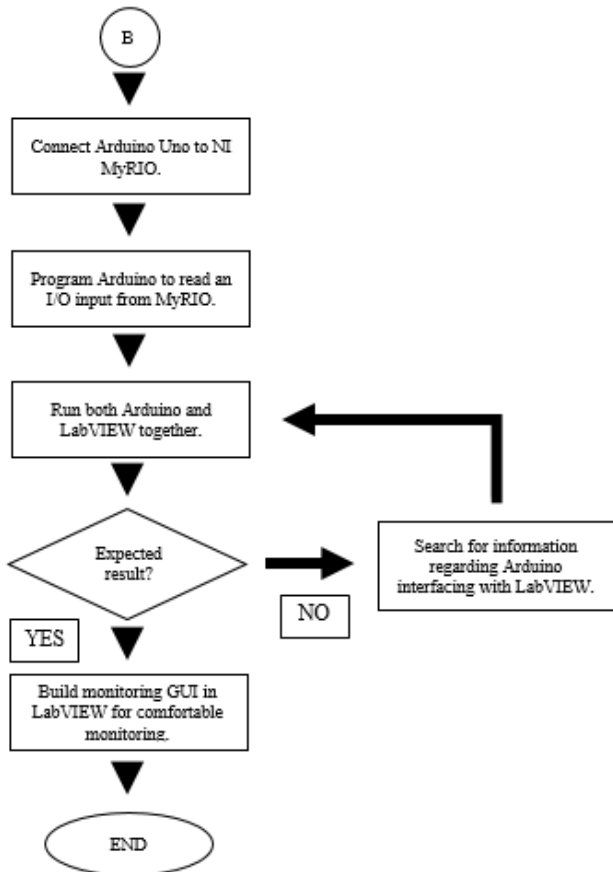 B
Connect Arduino Uno to NI
MyRIO.
Program Arduino to read an
I/O input from MyRIO.
Run both Arduino and
LabVIEW together.
Expected
result?
Search for information
regarding Arduino
interfacing with LabVIEW.
NO
YES
Build monitoring GUI in
LabVIEW for comfortable
monitoring.
END